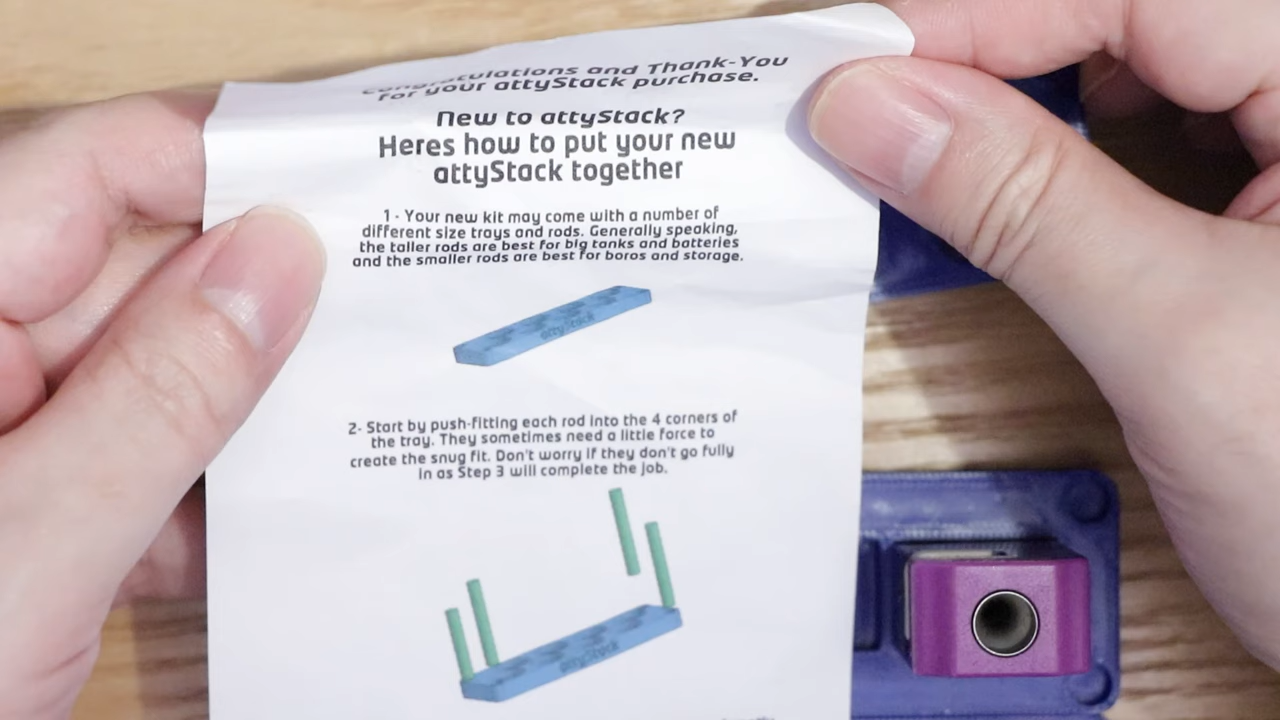 Congratulations and Thank-You
for your attyStack purchase.
New to attyStack?
Heres how to put your new
attyStack together
1 - Your new kit may come with a number of
different size trays and rods. Generally speaking,
the taller rods are best for big tanks and batteries
and the smaller rods are best for boros and storage.
attyStack
2- Start by push-fitting each rod into the 4 corners of
the tray. They sometimes need a little force to
create the snug fit. Don't worry if they don't go fully
in as Step 3 will complete the job.
attyStack